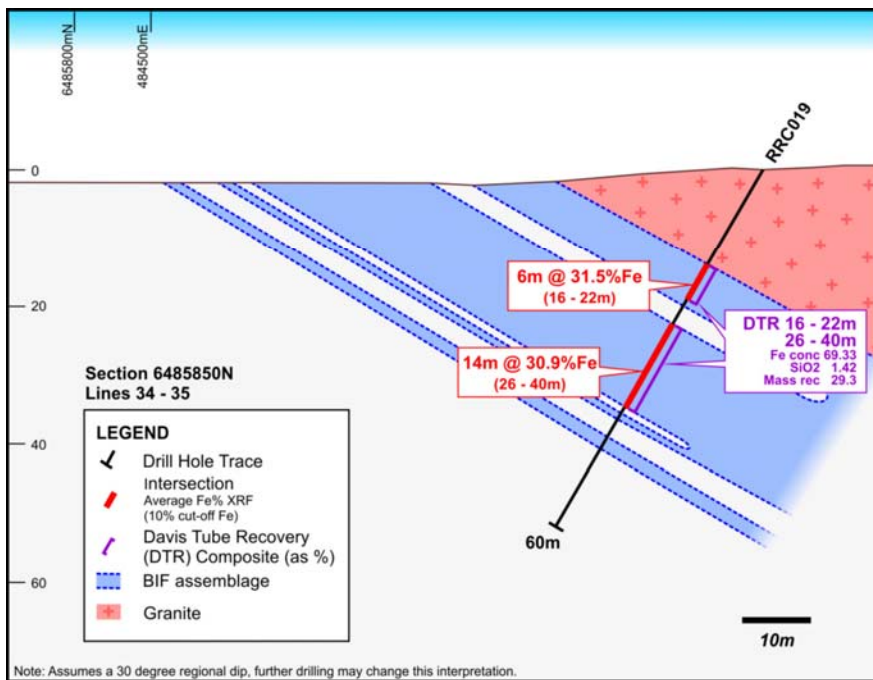 6485800mN
484500mE
RRC019
0
20
40
60
6m @ 31.5%Fe
(16 - 22m)
14m @ 30.9%Fe
(26 - 40m)
DTR 16 - 22m
26 - 40m
Fe conc 69.33
SiO2 1.42
Mass rec 29.3
60m
Section 6485850N
Lines 34 - 35
LEGEND
Drill Hole Trace
Intersection
Average Fe% XRF
(10% cut-off Fe)
Davis Tube Recovery
(DTR) Composite (as %)
BIF assemblage
Granite
10m
Note: Assumes a 30 degree regional dip, further drilling may change this interpretation.